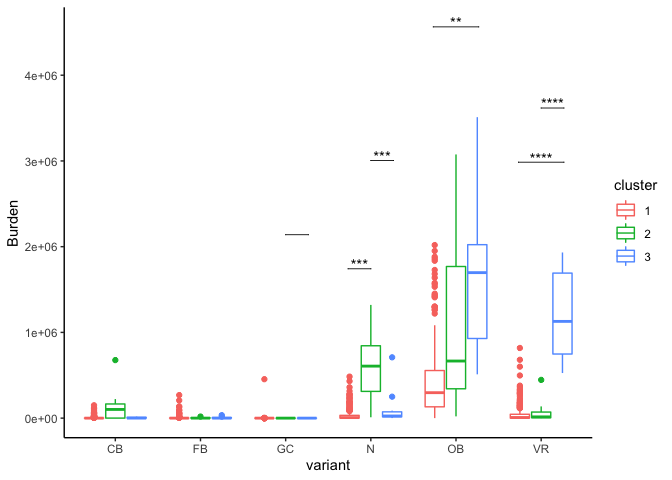 **
4e+06
****
3e+06
***
****
2e+06
***
1e+06
0e+00
Burden
CB FB GC N OB VR
variant
cluster
1
2
3